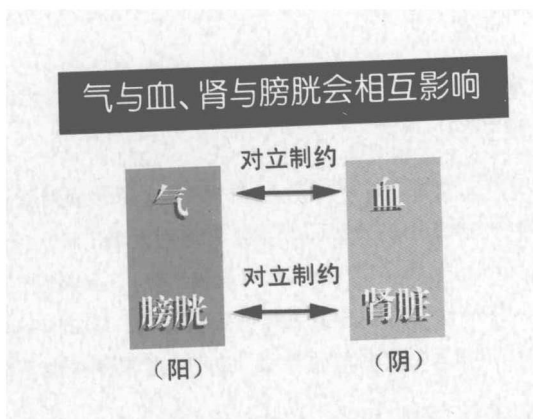 气与血、肾与膀胱会相互影响
对立制约
气 血
对立制约
膀胱 肾脏
（阳） （阴）